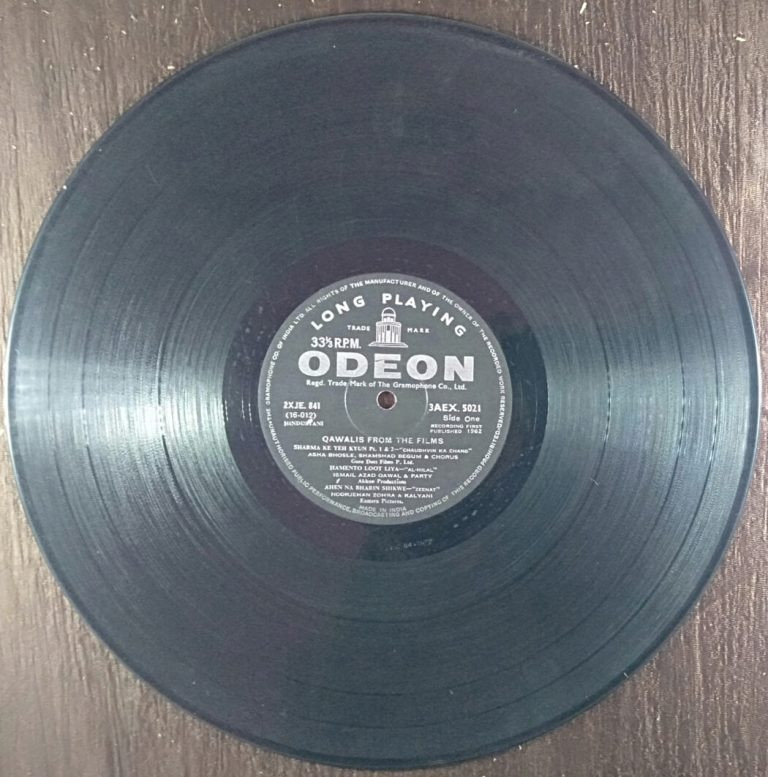 THE GRAMOPHONE CO. OF INDIA LTD. ALL RIGHTS OF THE MANUFACTURER AND OF THE OWNER OF THE RECORDED WORK RESERVED
LONG PLAYING
TRADE MARK
33⅓ R.P.M.
ODEON
Regd. Trade Mark of The Gramophone Co., Ltd.
2XJE. 841 3AEX. 5021
(16-012) Side One
HINDUSTANI RECORDING FIRST
PUBLISHED 1962
QAWALIS FROM THE FILMS
SHARMA KE YEH KYUN Pt. 1 & 2—"CHAUDHVIN KA CHAND"
ASHA BHOSLE, SHAMSHAD BEGUM & CHORUS
Guru Dutt Films P. Ltd.
HAMENTO LOOT LIYA—"AL-HILAL"
ISMAIL AZAD QAWAL & PARTY
Akkoo Productions
AHEN NA BHARIN SHIKWE—"ZEENAT"
NOORJEHAN ZOHRA & KALYANI
Eastern Pictures.
MADE IN INDIA
UNAUTHORISED PUBLIC PERFORMANCE, BROADCASTING AND COPYING OF THIS RECORD PROHIBITED